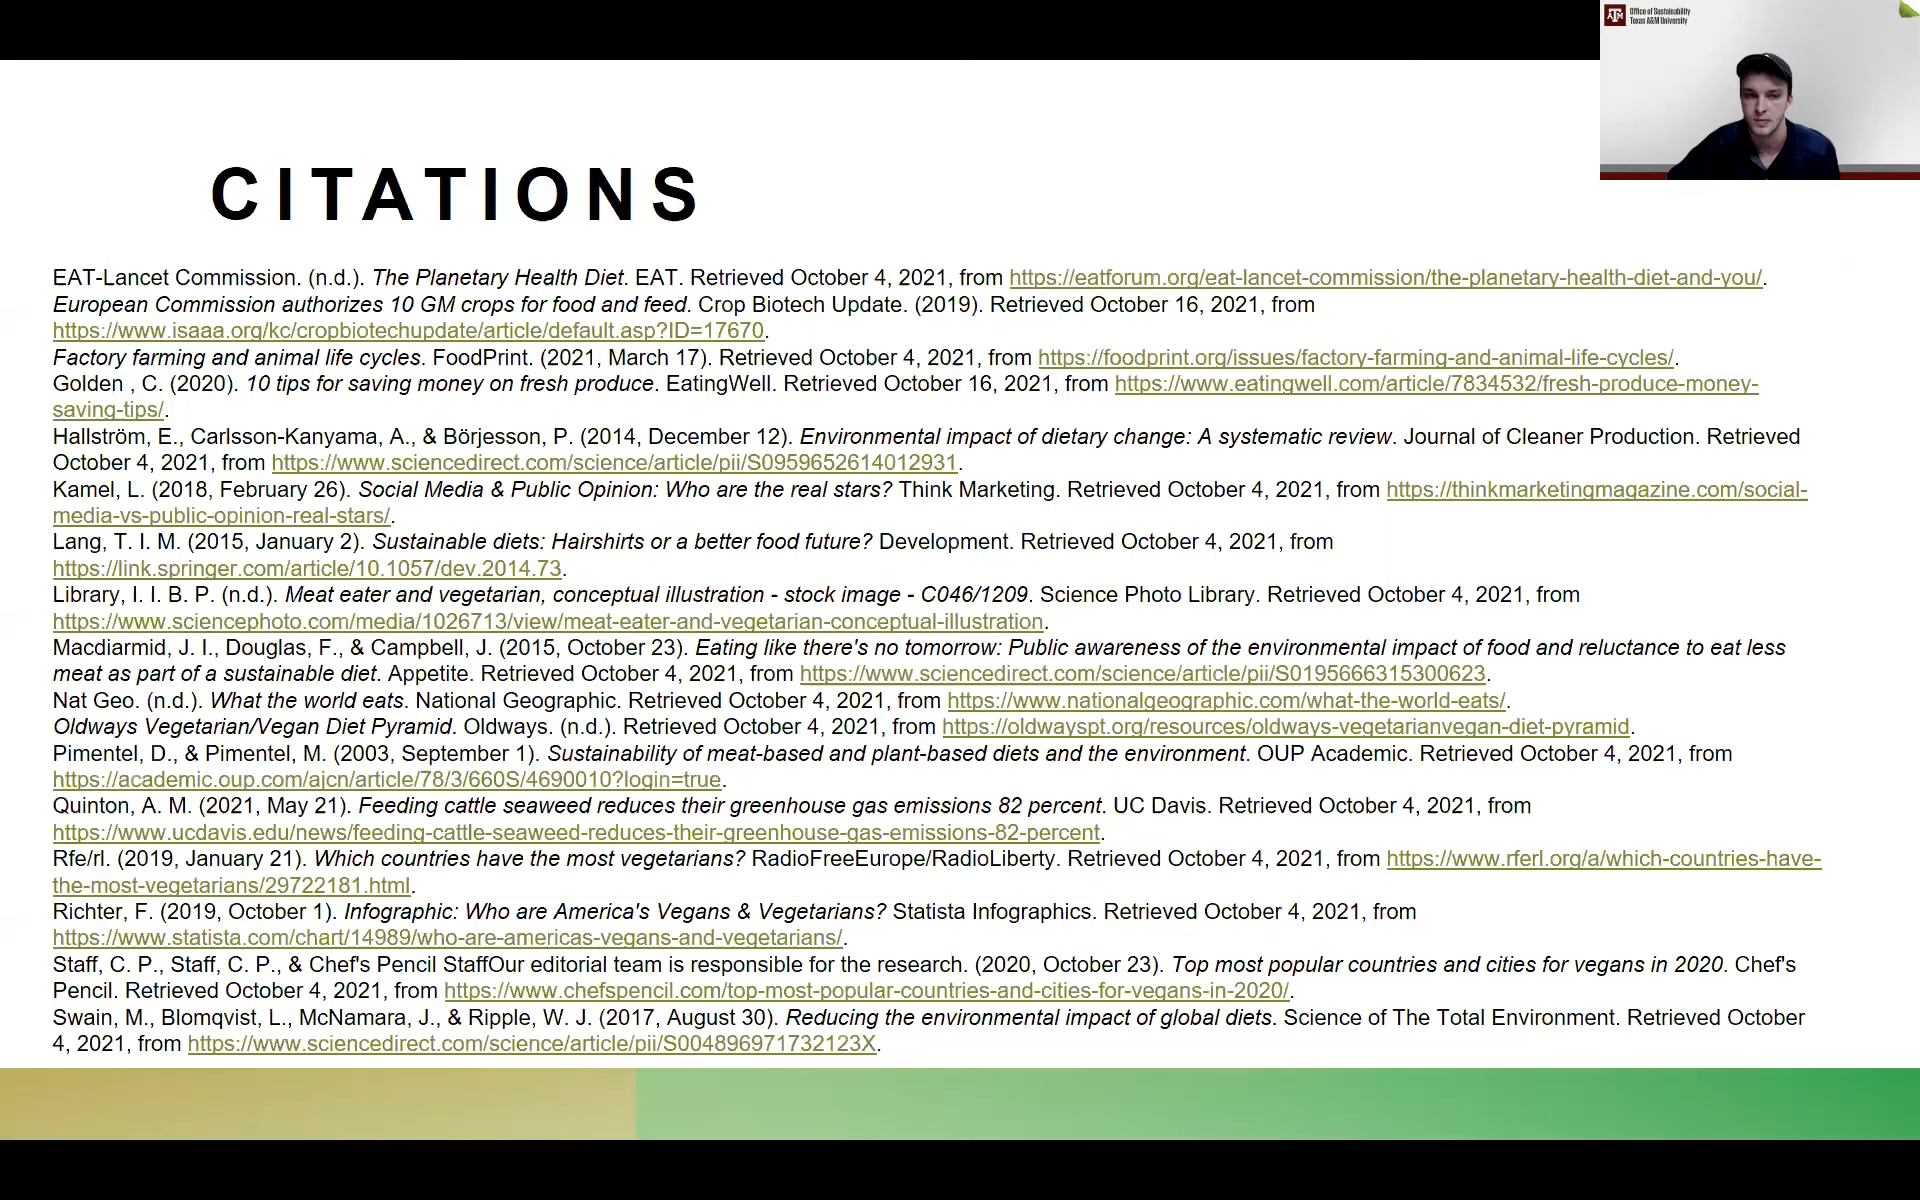 ATM Office of Sustainability
Texas A&M University
CITATIONS
EAT-Lancet Commission. (n.d.). The Planetary Health Diet. EAT. Retrieved October 4, 2021, from https://eatforum.org/eat-lancet-commission/the-planetary-health-diet-and-you/.
European Commission authorizes 10 GM crops for food and feed. Crop Biotech Update. (2019). Retrieved October 16, 2021, from
https://www.isaaa.org/kc/cropbiotechupdate/article/default.asp?ID=17670.
Factory farming and animal life cycles. FoodPrint. (2021, March 17). Retrieved October 4, 2021, from https://foodprint.org/issues/factory-farming-and-animal-life-cycles/.
Golden , C. (2020). 10 tips for saving money on fresh produce. EatingWell. Retrieved October 16, 2021, from https://www.eatingwell.com/article/7834532/fresh-produce-money-
saving-tips/.
Hallström, E., Carlsson-Kanyama, A., & Börjesson, P. (2014, December 12). Environmental impact of dietary change: A systematic review. Journal of Cleaner Production. Retrieved
October 4, 2021, from https://www.sciencedirect.com/science/article/pii/S0959652614012931.
Kamel, L. (2018, February 26). Social Media & Public Opinion: Who are the real stars? Think Marketing. Retrieved October 4, 2021, from https://thinkmarketingmagazine.com/social-
media-vs-public-opinion-real-stars/.
Lang, T. I. M. (2015, January 2). Sustainable diets: Hairshirts or a better food future? Development. Retrieved October 4, 2021, from
https://link.springer.com/article/10.1057/dev.2014.73.
Library, I. I. B. P. (n.d.). Meat eater and vegetarian, conceptual illustration - stock image - C046/1209. Science Photo Library. Retrieved October 4, 2021, from
https://www.sciencephoto.com/media/1026713/view/meat-eater-and-vegetarian-conceptual-illustration.
Macdiarmid, J. I., Douglas, F., & Campbell, J. (2015, October 23). Eating like there's no tomorrow: Public awareness of the environmental impact of food and reluctance to eat less
meat as part of a sustainable diet. Appetite. Retrieved October 4, 2021, from https://www.sciencedirect.com/science/article/pii/S0195666315300623.
Nat Geo. (n.d.). What the world eats. National Geographic. Retrieved October 4, 2021, from https://www.nationalgeographic.com/what-the-world-eats/.
Oldways Vegetarian/Vegan Diet Pyramid. Oldways. (n.d.). Retrieved October 4, 2021, from https://oldwayspt.org/resources/oldways-vegetarianvegan-diet-pyramid.
Pimentel, D., & Pimentel, M. (2003, September 1). Sustainability of meat-based and plant-based diets and the environment. OUP Academic. Retrieved October 4, 2021, from
https://academic.oup.com/ajcn/article/78/3/660S/4690010?login=true.
Quinton, A. M. (2021, May 21). Feeding cattle seaweed reduces their greenhouse gas emissions 82 percent. UC Davis. Retrieved October 4, 2021, from
https://www.ucdavis.edu/news/feeding-cattle-seaweed-reduces-their-greenhouse-gas-emissions-82-percent.
Rfe/rl. (2019, January 21). Which countries have the most vegetarians? RadioFreeEurope/RadioLiberty. Retrieved October 4, 2021, from https://www.rferl.org/a/which-countries-have-
the-most-vegetarians/29722181.html.
Richter, F. (2019, October 1). Infographic: Who are America's Vegans & Vegetarians? Statista Infographics. Retrieved October 4, 2021, from
https://www.statista.com/chart/14989/who-are-americas-vegans-and-vegetarians/.
Staff, C. P., Staff, C. P., & Chef's Pencil StaffOur editorial team is responsible for the research. (2020, October 23). Top most popular countries and cities for vegans in 2020. Chef's
Pencil. Retrieved October 4, 2021, from https://www.chefspencil.com/top-most-popular-countries-and-cities-for-vegans-in-2020/.
Swain, M., Blomqvist, L., McNamara, J., & Ripple, W. J. (2017, August 30). Reducing the environmental impact of global diets. Science of The Total Environment. Retrieved October
4, 2021, from https://www.sciencedirect.com/science/article/pii/S004896971732123X.